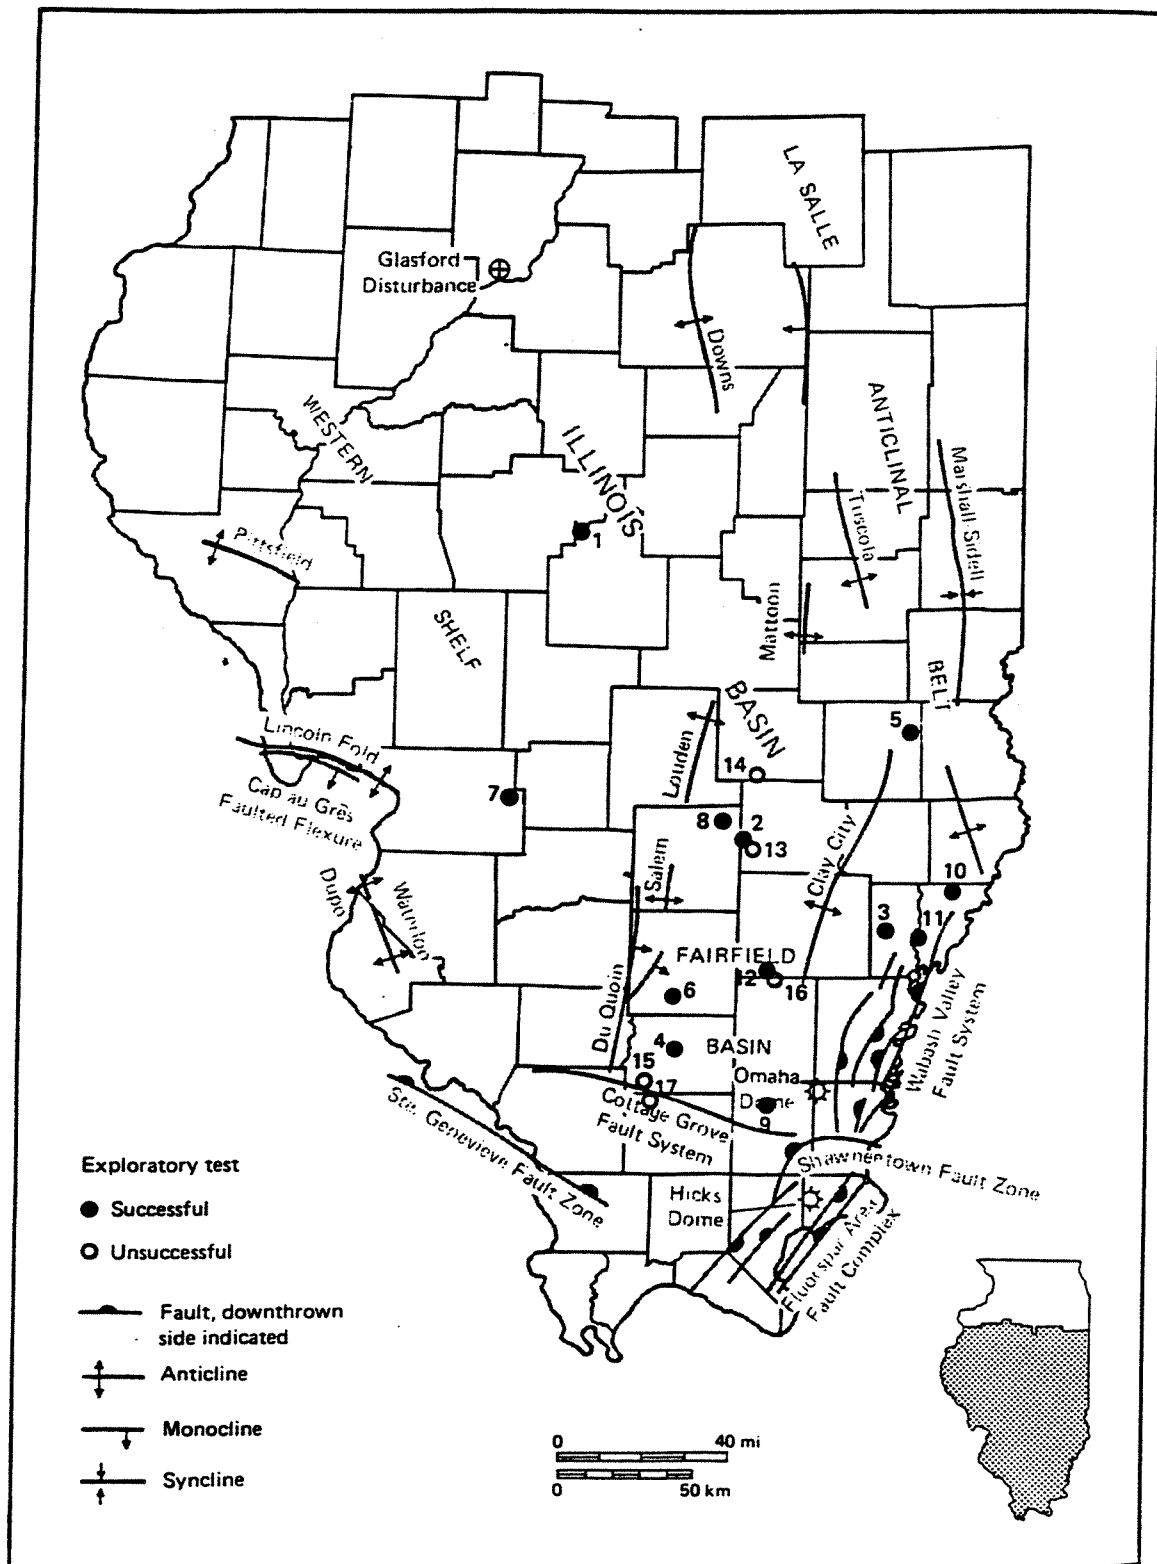 LA SALLE
Glasford
Disturbance
Downs
WESTERN
ILLINOIS
ANTICLINAL
Marshall-Sidell
Tuscola
1
Pittsfield
SHELF
Mattoon
BELT
BASIN
5
Lincoln Fold
Louden
14
Cap au Grès
Faulted Flexure
7
8
2
13
Clay City
Salem
10
Dupo
Waterloo
3
11
FAIRFIELD
12
16
6
Du Quoin
Wabash Valley
Fault System
4
BASIN
15
Omaha
Dome
17
9
Cottage Grove
Fault System
Ste. Genevieve Fault Zone
Shawneetown Fault Zone
Hicks
Dome
Fluorspar Area
Fault Complex
Exploratory test
Successful
Unsuccessful
Fault, downthrown
side indicated
Anticline
Monocline
Syncline
0 40 mi
0 50 km